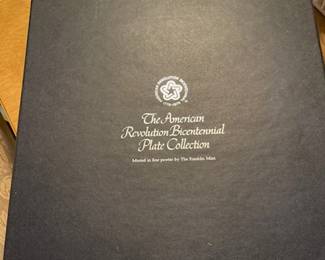 The American
Revolution Bicentennial
Plate Collection
Minted in fine pewter by The Franklin Mint